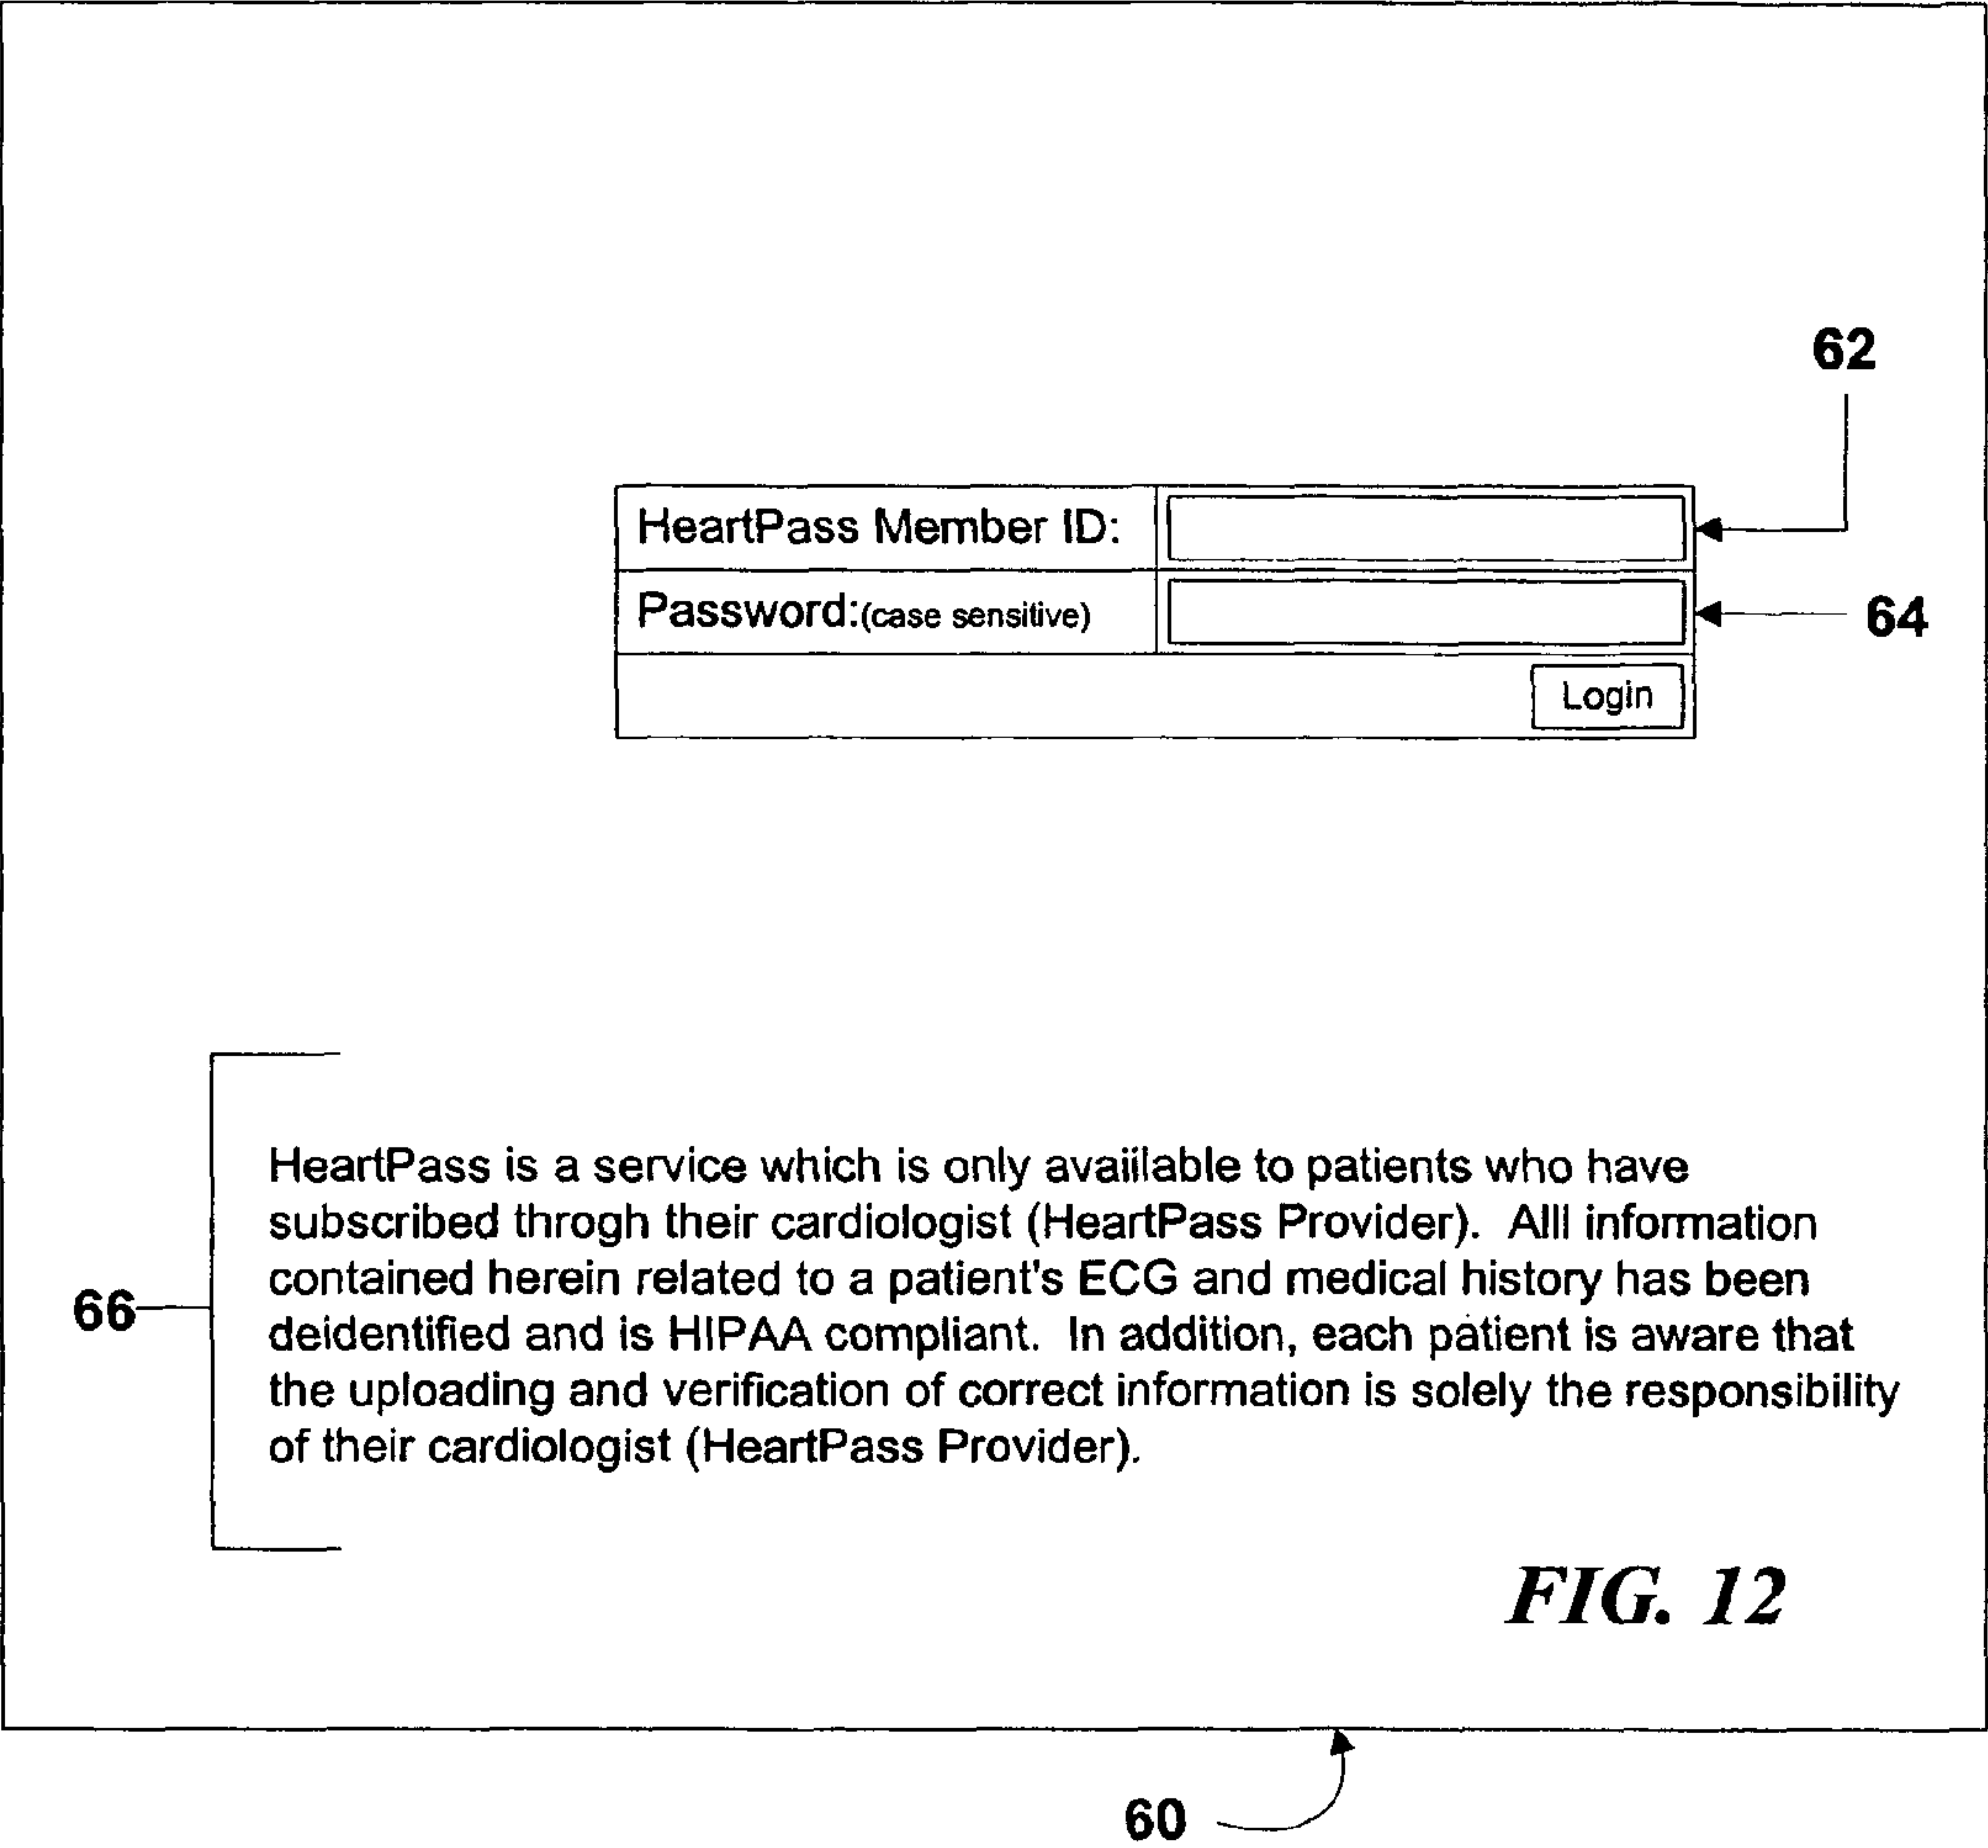 62
HeartPass Member ID:
Password:(case sensitive)
64
Login
HeartPass is a service which is only avaiilable to patients who have
subscribed throgh their cardiologist (HeartPass Provider).  Alll information
contained herein related to a patient's ECG and medical history has been
66
deidentified and is HIPAA compliant.  In addition, each patient is aware that
the uploading and verification of correct information is solely the responsibility
of their cardiologist (HeartPass Provider).
FIG. 12
60